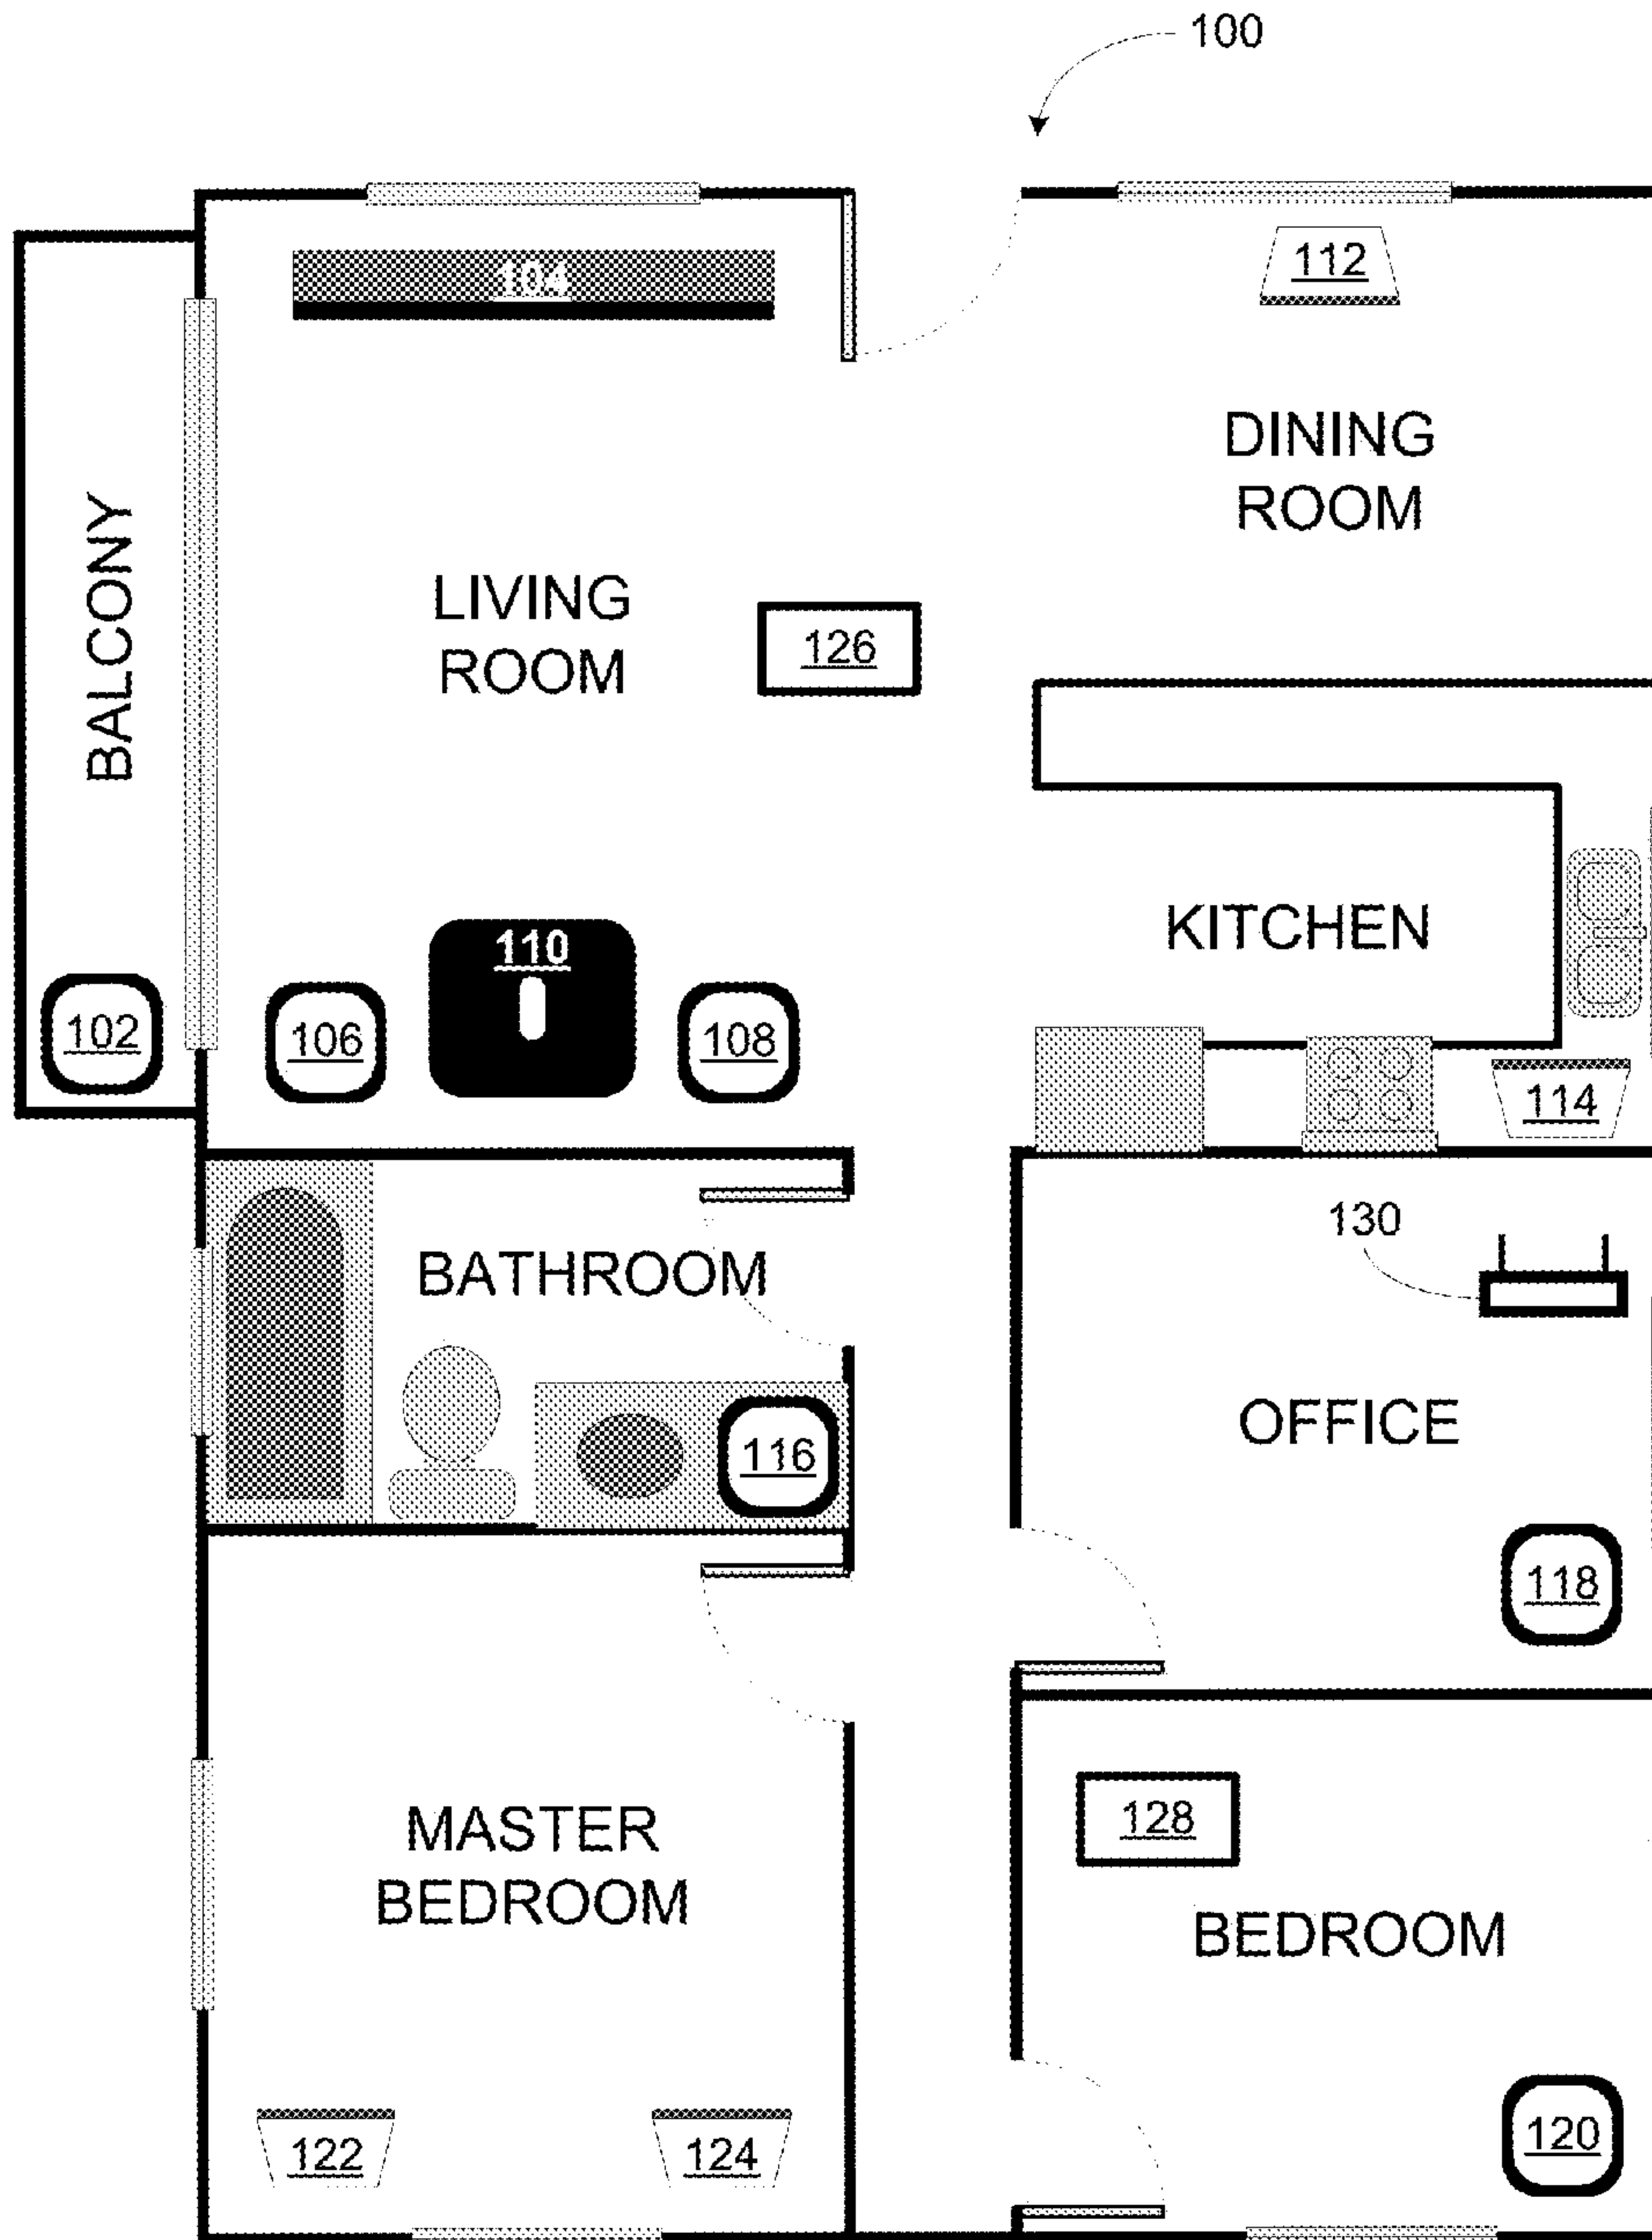 100
104
112
DINING
ROOM
BALCONY
LIVING
ROOM
126
110
KITCHEN
102
106
108
114
130
BATHROOM
OFFICE
116
118
128
MASTER
BEDROOM
BEDROOM
122
124
120